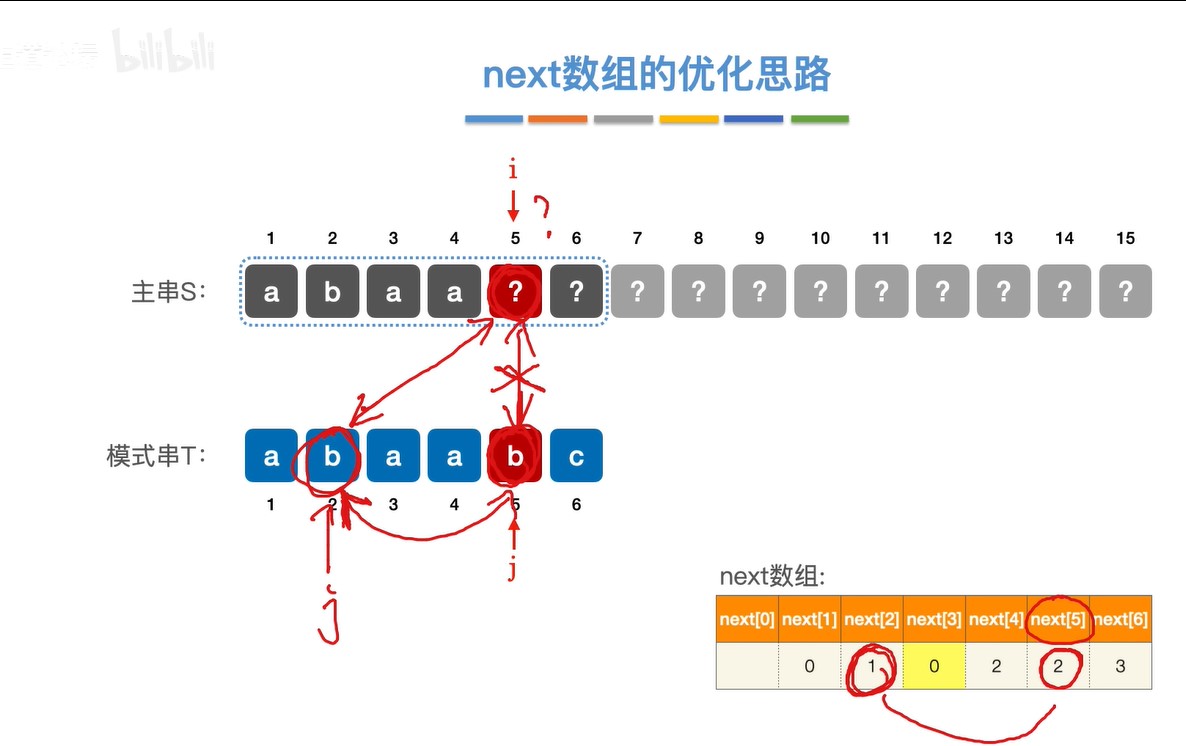 bilibili
next数组的优化思路
i
?
1 2 3 4 5 6 7 8 9 10 11 12 13 14 15
主串S: a b a a ? ? ? ? ? ? ? ? ? ? ?
模式串T: a b a a b c
1 2 3 4 5 6
j
j
next数组:
next[0] next[1] next[2] next[3] next[4] next[5] next[6]
0 1 0 2 2 3